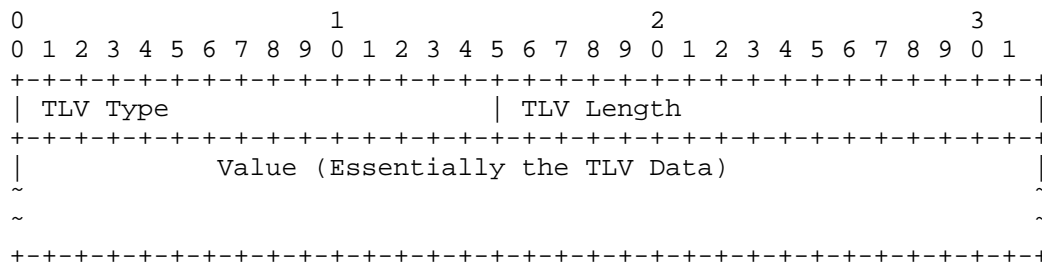 0                   1                   2                   3
0 1 2 3 4 5 6 7 8 9 0 1 2 3 4 5 6 7 8 9 0 1 2 3 4 5 6 7 8 9 0 1
+-+-+-+-+-+-+-+-+-+-+-+-+-+-+-+-+-+-+-+-+-+-+-+-+-+-+-+-+-+-+-+-+
| TLV Type                    | TLV Length                      |
+-+-+-+-+-+-+-+-+-+-+-+-+-+-+-+-+-+-+-+-+-+-+-+-+-+-+-+-+-+-+-+-+
|            Value (Essentially the TLV Data)                   |
~                                                               ~
~                                                               ~
+-+-+-+-+-+-+-+-+-+-+-+-+-+-+-+-+-+-+-+-+-+-+-+-+-+-+-+-+-+-+-+-+